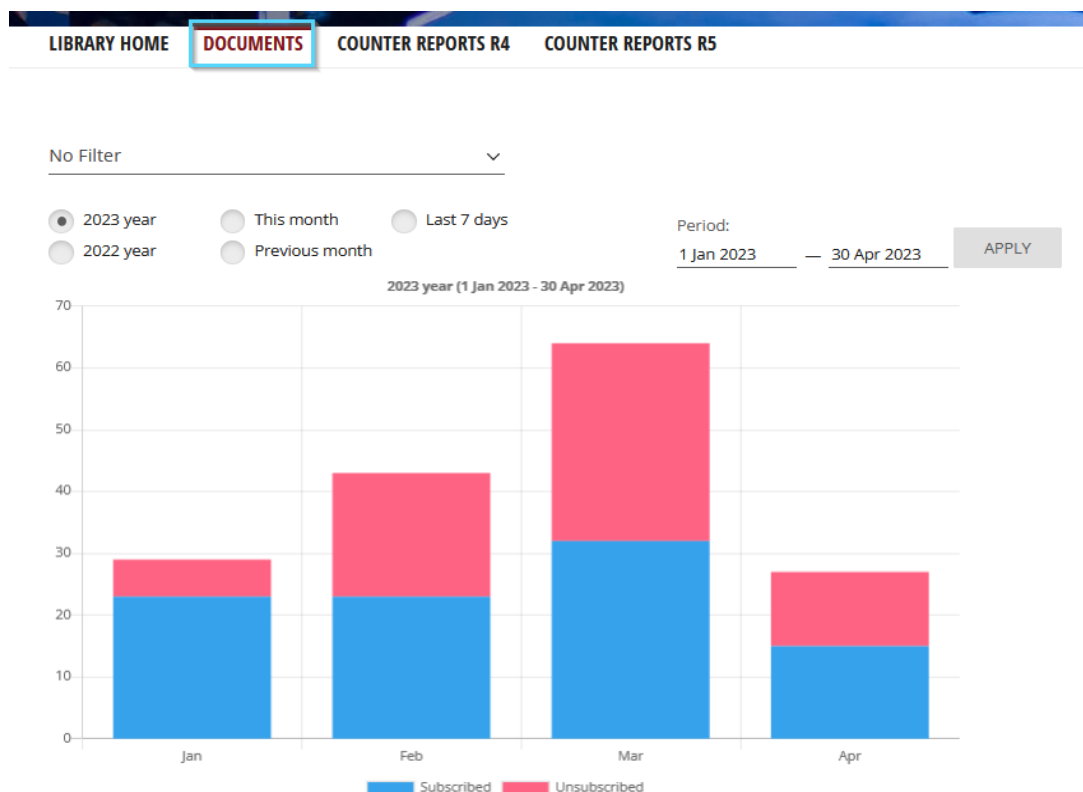 LIBRARY HOME DOCUMENTS COUNTER REPORTS R4 COUNTER REPORTS R5
No Filter
2023 year This month Last 7 days
2022 year Previous month
Period:
1 Jan 2023 — 30 Apr 2023 APPLY
2023 year (1 Jan 2023 - 30 Apr 2023)
70
60
50
40
30
20
10
0
Jan Feb Mar Apr
Subscribed Unsubscribed